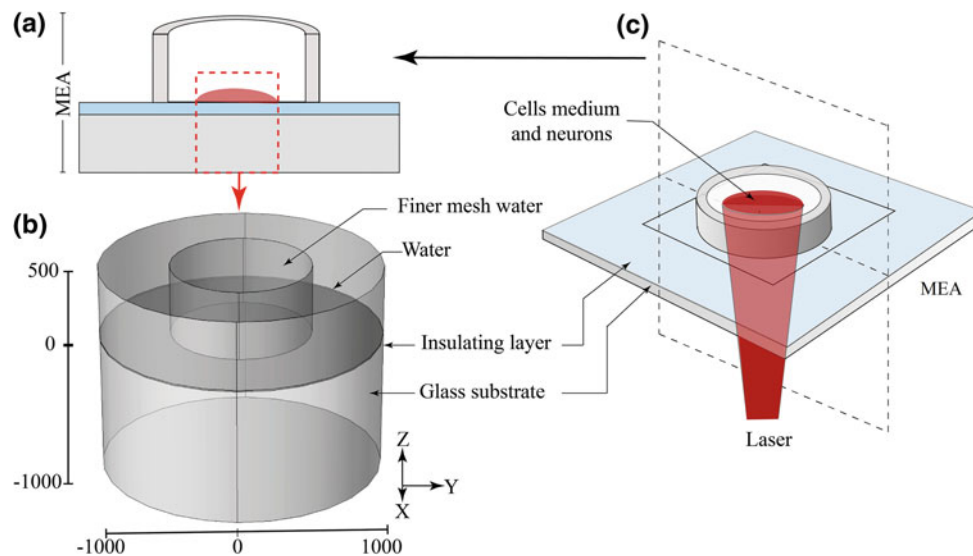 (a)
MEA
(c)
Cells medium
and neurons
MEA
Laser
(b)
Finer mesh water
Water
Insulating layer
Glass substrate
500
0
-1000
Z
Y
X
-1000
0
1000